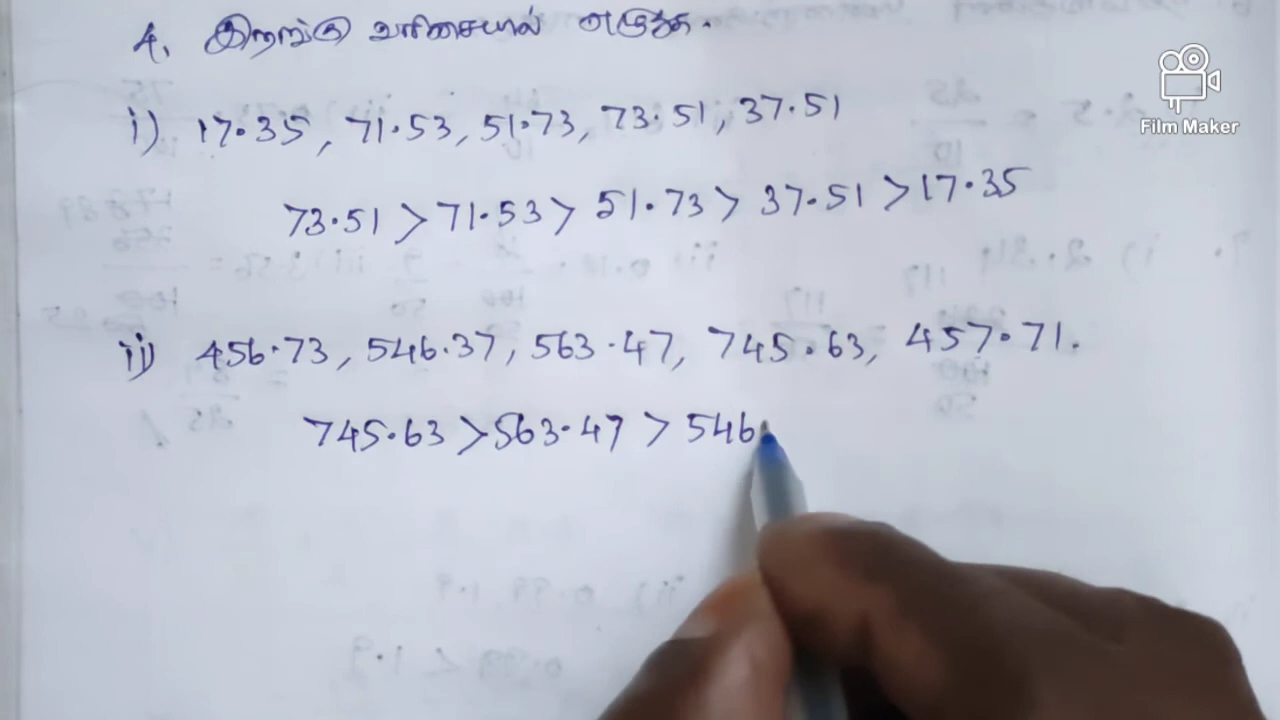 4. இறங்கு வரிசையில் எழுதுக.
Film Maker
i) 17.35, 71.53, 51.73, 73.51, 37.51
73.51 > 71.53 > 51.73 > 37.51 > 17.35
ii) 456.73, 546.37, 563.47, 745.63, 457.71.
745.63 > 563.47 > 546